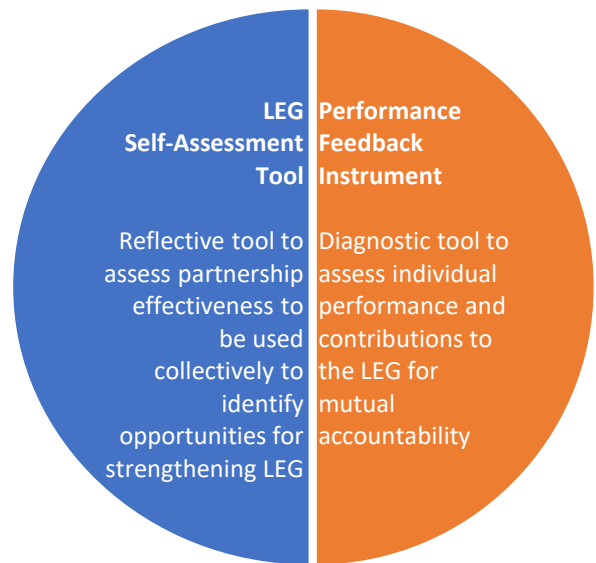 LEG
Self-Assessment
Tool
Reflective tool to
assess partnership
effectiveness to
be used
collectively to
identify
opportunities for
strengthening LEG
Performance
Feedback
Instrument
Diagnostic tool to
assess individual
performance and
contributions to
the LEG for
mutual
accountability